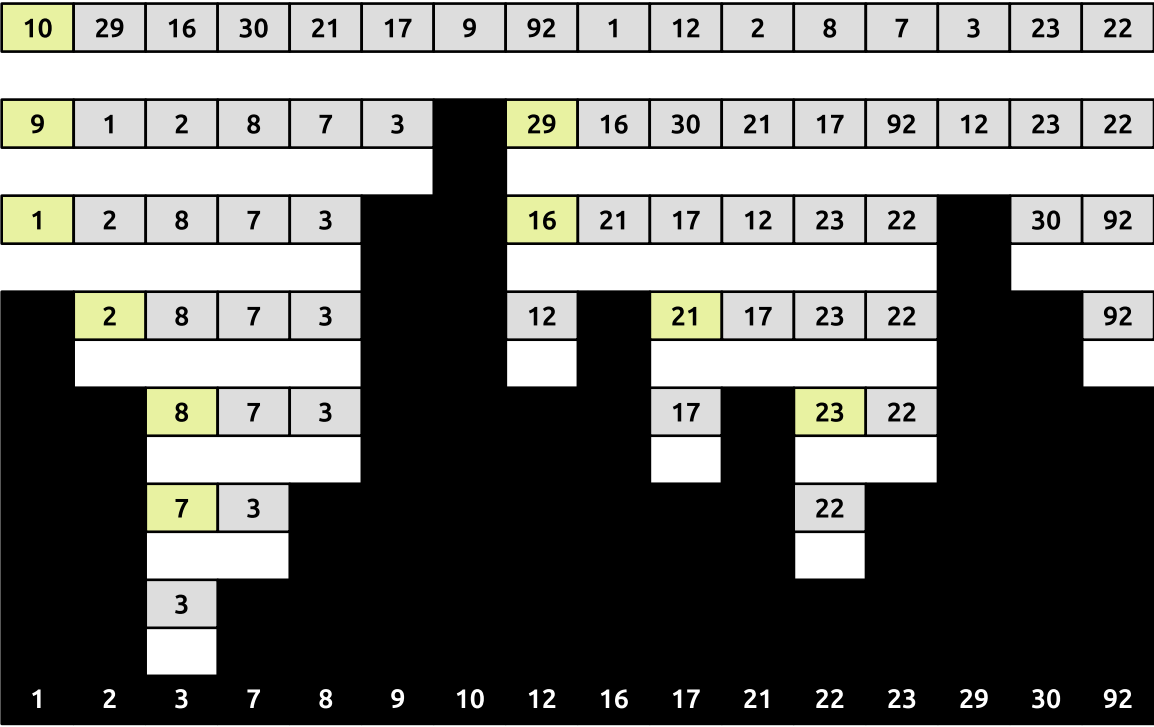 10 29 16 30 21 17 9 92 1 12 2 8 7 3 23 22
9 1 2 8 7 3 29 16 30 21 17 92 12 23 22
1 2 8 7 3 16 21 17 12 23 22 30 92
2 8 7 3 12 21 17 23 22 92
8 7 3 17 23 22
7 3 22
3
1 2 3 7 8 9 10 12 16 17 21 22 23 29 30 92